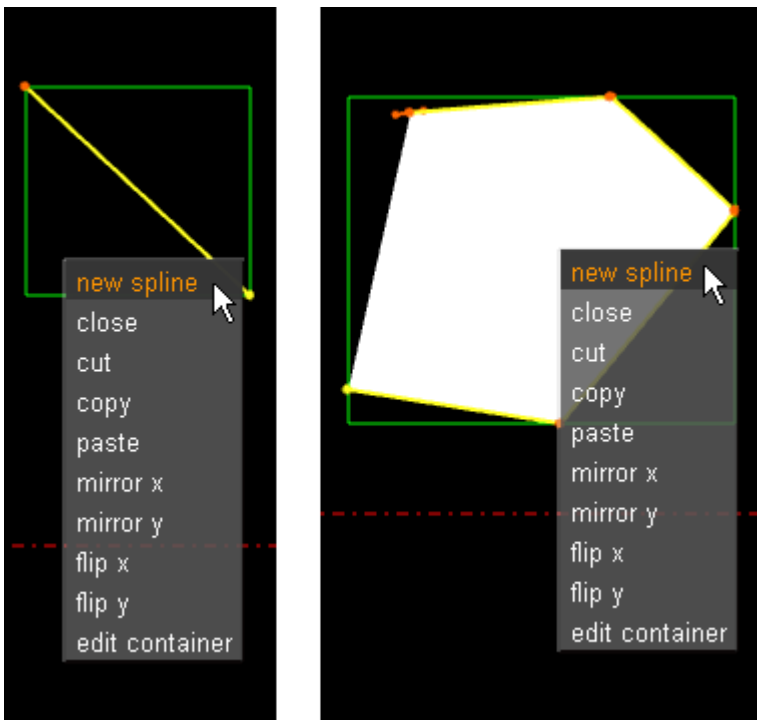 new spline
close
cut
copy
paste
mirror x
mirror y
flip x
flip y
edit container
new spline
close
cut
copy
paste
mirror x
mirror y
flip x
flip y
edit container